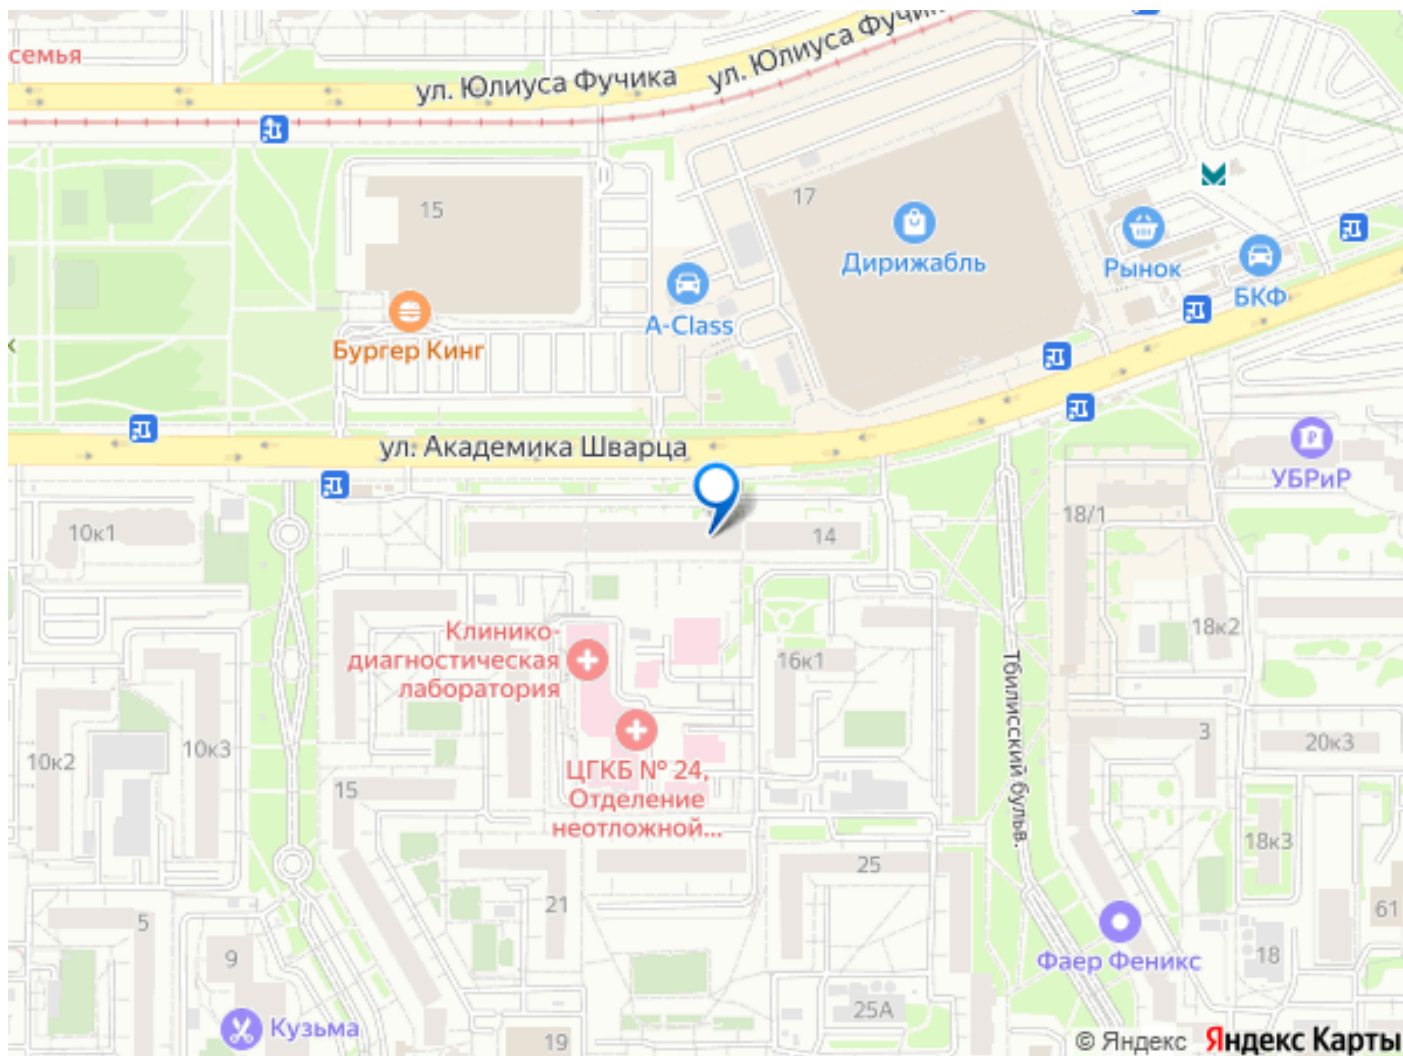 семья
ул. Юлиуса Фучика
ул. Юлиуса Фучик
15
17
Дирижабль
Рынок
БКФ
A-Class
Бургер Кинг
ул. Академика Шварца
УБРиР
10к1
14
18/1
Клинико-
диагностическая
лаборатория
16к1
18к2
Тбилисский бульв.
10к2
10к3
15
ЦГКБ № 24,
Отделение
неотложной...
3
20к3
18к3
25
21
5
9
61
Фаер Феникс
18
25А
Кузьма
19
© Яндекс
Яндекс Карты